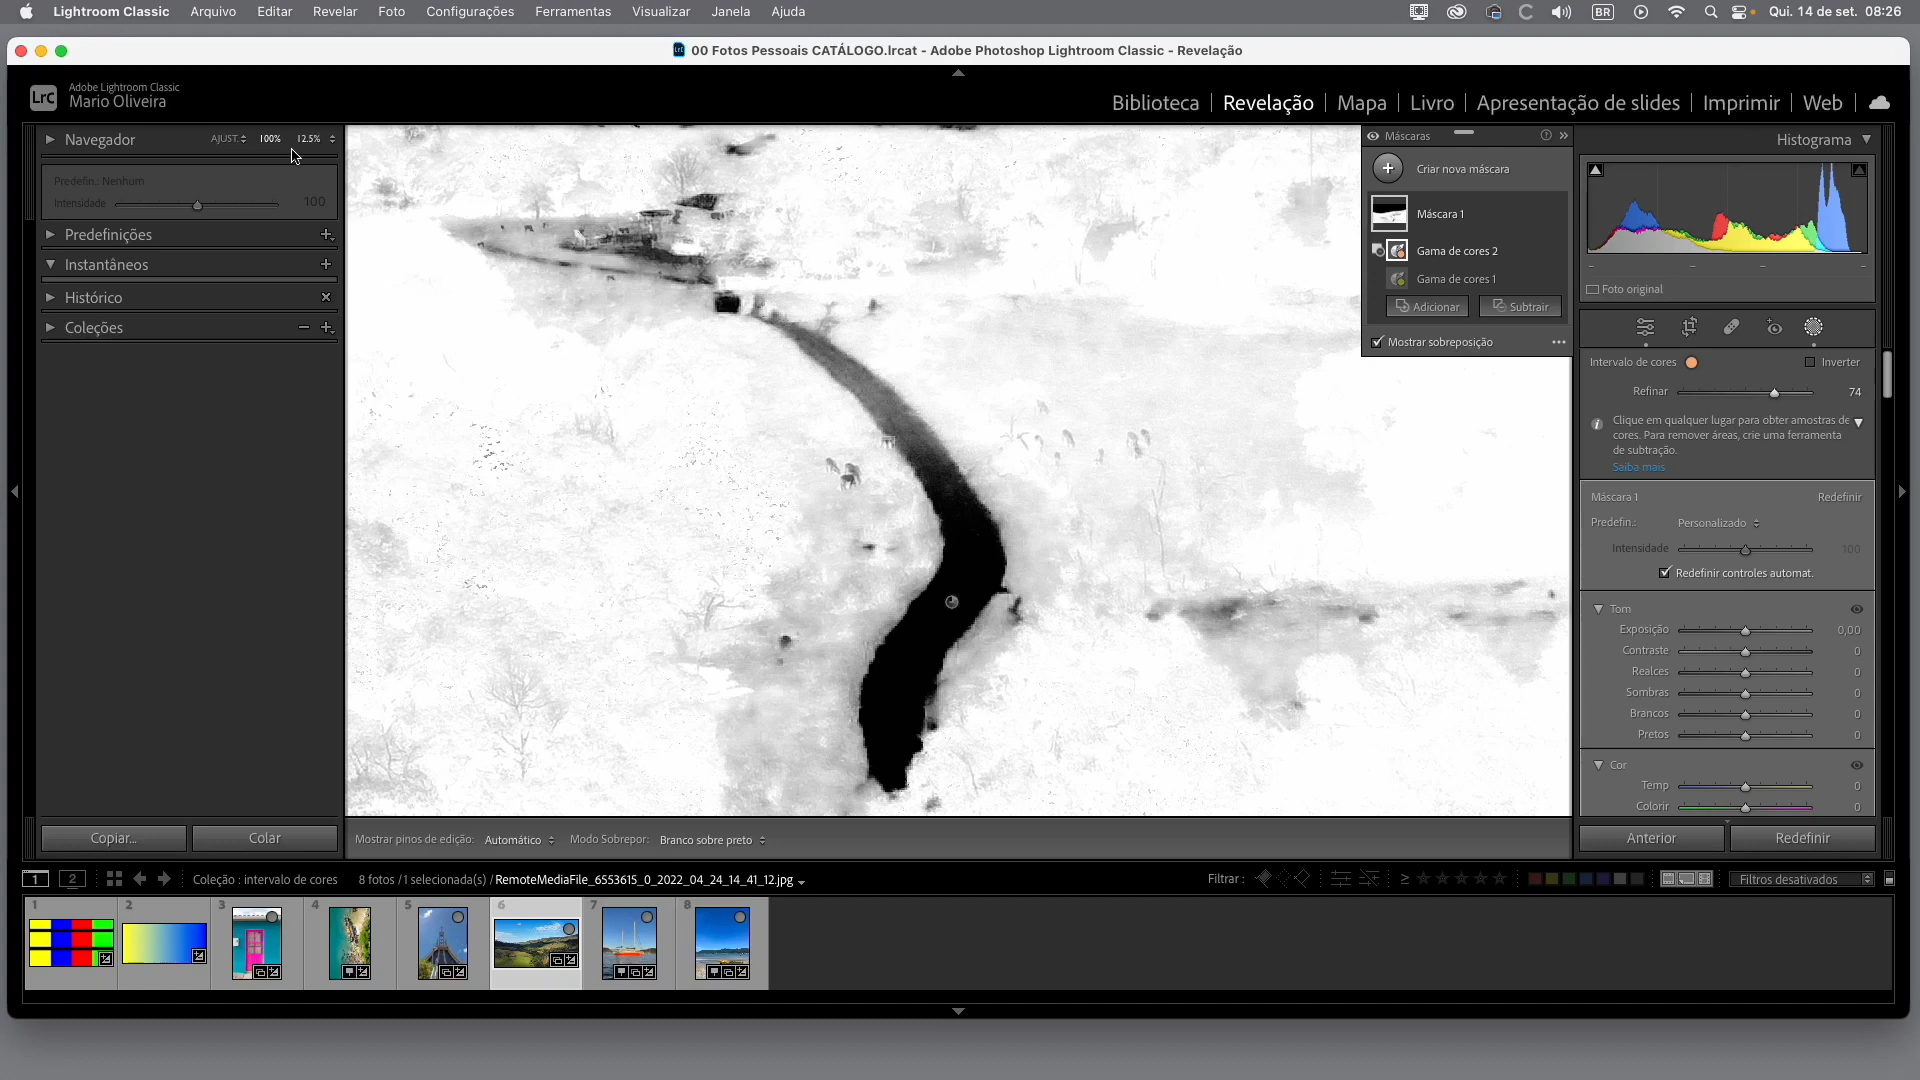 Lightroom Classic Arquivo Editar Revelar Foto Configurações Ferramentas Visualizar Janela Ajuda BR Qui. 14 de set. 08:26
00 Fotos Pessoais CATÁLOGO.lrcat - Adobe Photoshop Lightroom Classic - Revelação
LrC Adobe Lightroom Classic
Mario Oliveira
Biblioteca | Revelação | Mapa | Livro | Apresentação de slides | Imprimir | Web
Navegador AJUST. 100% 12.5%
Predefin.: Nenhum
Intensidade 100
Predefinições
Instantâneos
Histórico
Coleções
Copiar... Colar
Máscaras
Criar nova máscara
Máscara 1
Gama de cores 2
Gama de cores 1
Adicionar Subtrair
Mostrar sobreposição
Histograma
Foto original
Intervalo de cores Inverter
Refinar 74
Clique em qualquer lugar para obter amostras de
cores. Para remover áreas, crie uma ferramenta
de subtração.
Saiba mais
Máscara 1 Redefinir
Predefin.: Personalizado
Intensidade 100
Redefinir controles automat.
Tom
Exposição 0,00
Contraste 0
Realces 0
Sombras 0
Brancos 0
Pretos 0
Cor
Temp 0
Colorir 0
Anterior Redefinir
Mostrar pinos de edição: Automático Modo Sobrepor: Branco sobre preto
1 2 Coleção : intervalo de cores 8 fotos /1 selecionada(s) /RemoteMediaFile_6553615_0_2022_04_24_14_41_12.jpg Filtrar : ≥ Filtros desativados
1 2 3 4 5 6 7 8